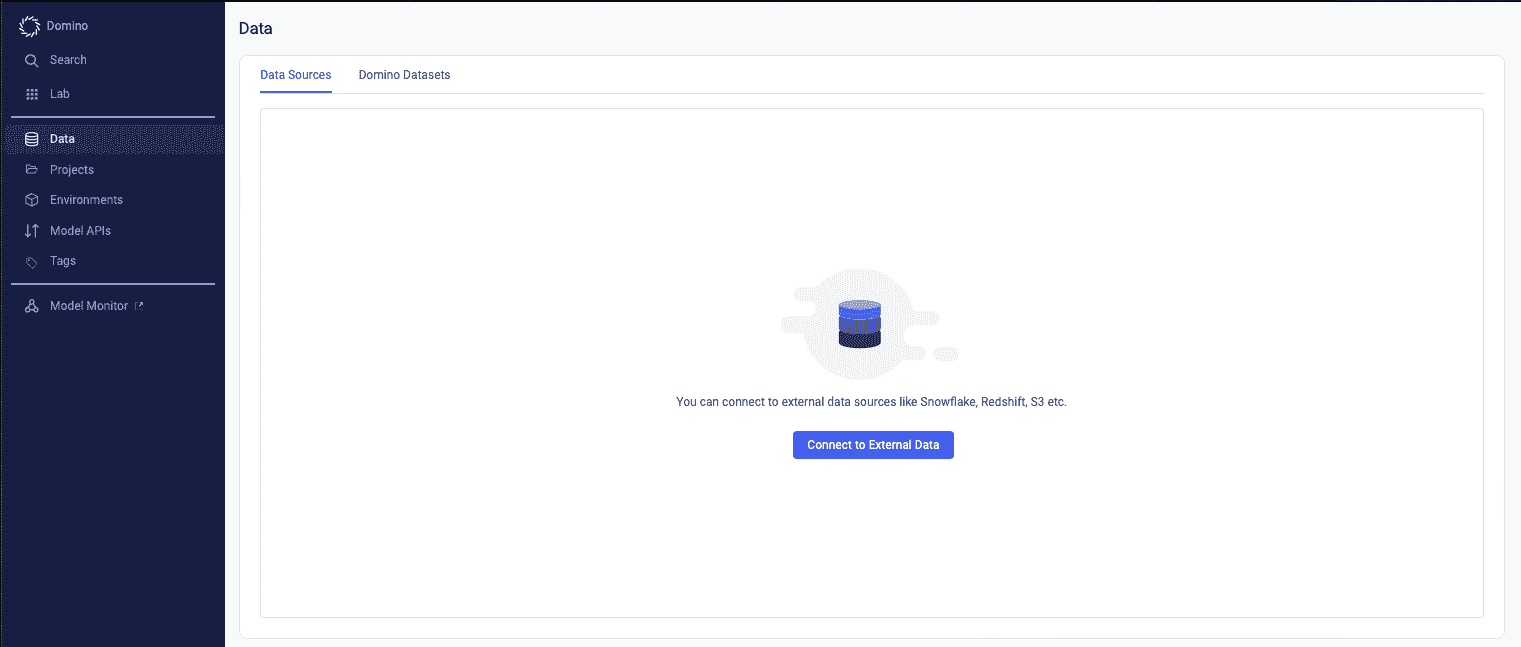 Domino
Search
Lab
Data
Projects
Environments
Model APIs
Tags
Model Monitor
Data
Data Sources
Domino Datasets
You can connect to external data sources like Snowflake, Redshift, S3 etc.
Connect to External Data